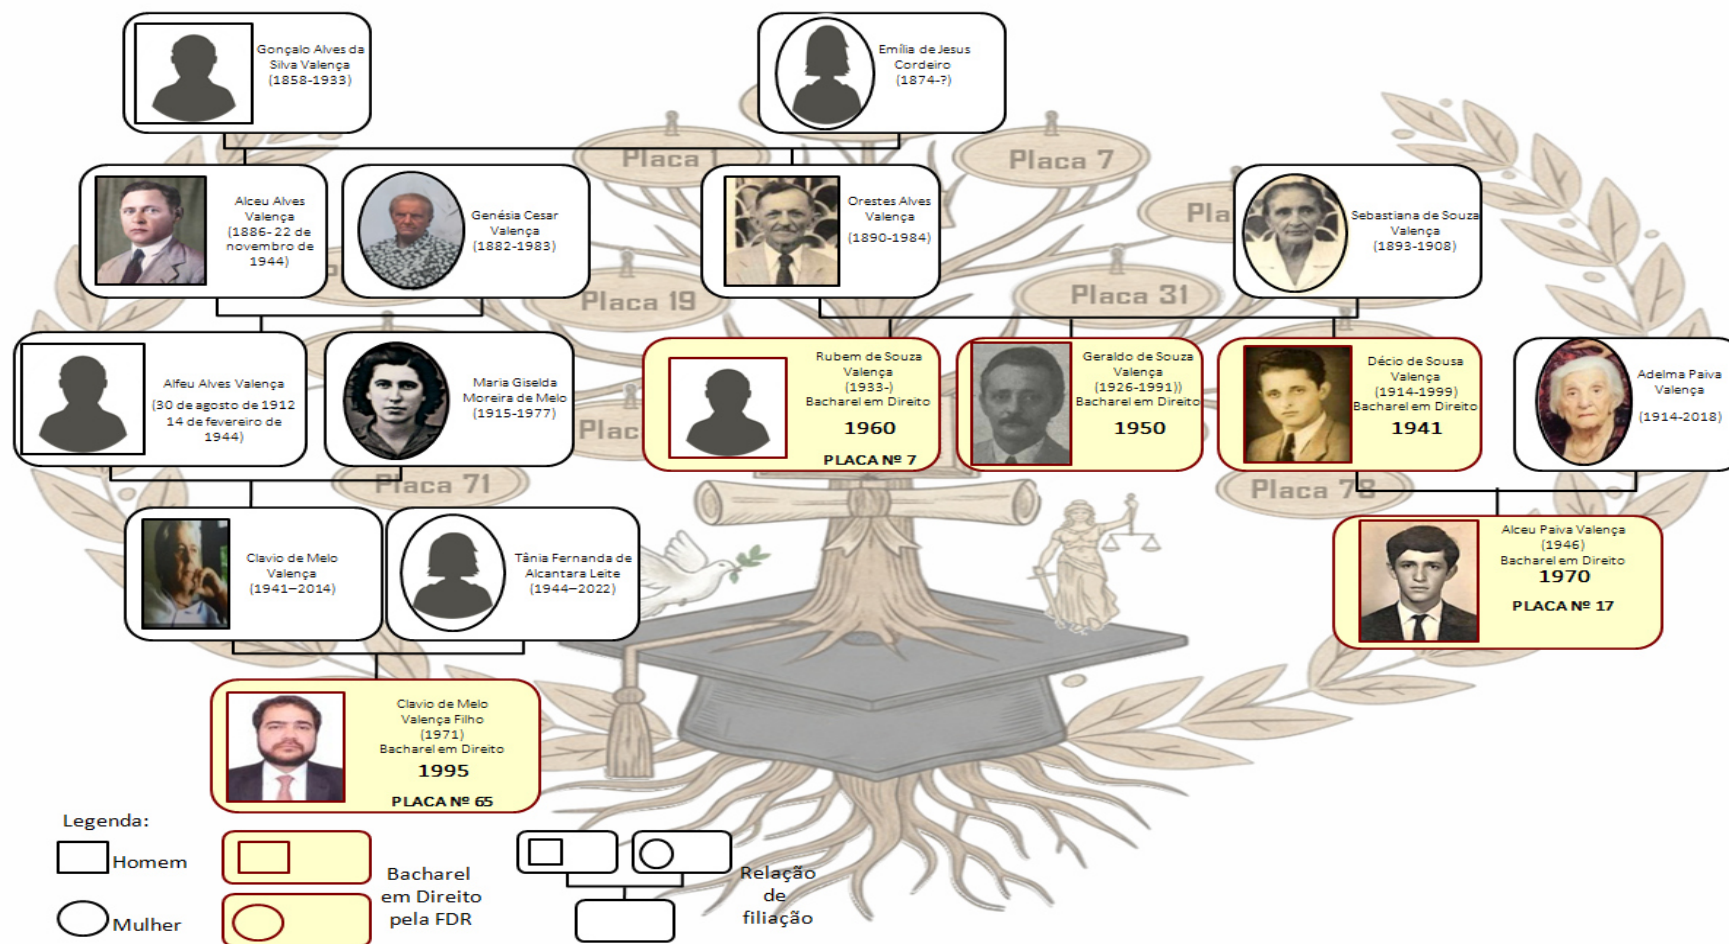 Gonçalo Alves da
Silva Valença
(1858-1933)
Emília de Jesus
Cordeiro
(1874-?)
Placa 1
Placa 7
Alceu Alves
Valença
(1886- 22 de
novembro de
1944)
Genésia Cesar
Valença
(1882-1983)
Orestes Alves
Valença
(1890-1984)
Pla
Sebastiana de Souza
Valença
(1893-1908)
Placa 19
Placa 31
Alfeu Alves Valença
(30 de agosto de 1912
14 de fevereiro de
1944)
Maria Giselda
Moreira de Melo
(1915-1977)
Plac
Rubem de Souza
Valença
(1933-)
Bacharel em Direito
1960
PLACA Nº 7
Geraldo de Souza
Valença
(1926-1991))
Bacharel em Direito
1950
Décio de Sousa
Valença
(1914-1999)
Bacharel em Direito
1941
Adelma Paiva
Valença
(1914-2018)
Placa 71
Placa 78
Clavio de Melo
Valença
(1941–2014)
Tânia Fernanda de
Alcantara Leite
(1944–2022)
Alceu Paiva Valença
(1946)
Bacharel em Direito
1970
PLACA Nº 17
Clavio de Melo
Valença Filho
(1971)
Bacharel em Direito
1995
PLACA Nº 65
Legenda:
Homem
Mulher
Bacharel
em Direito
pela FDR
Relação
de
filiação